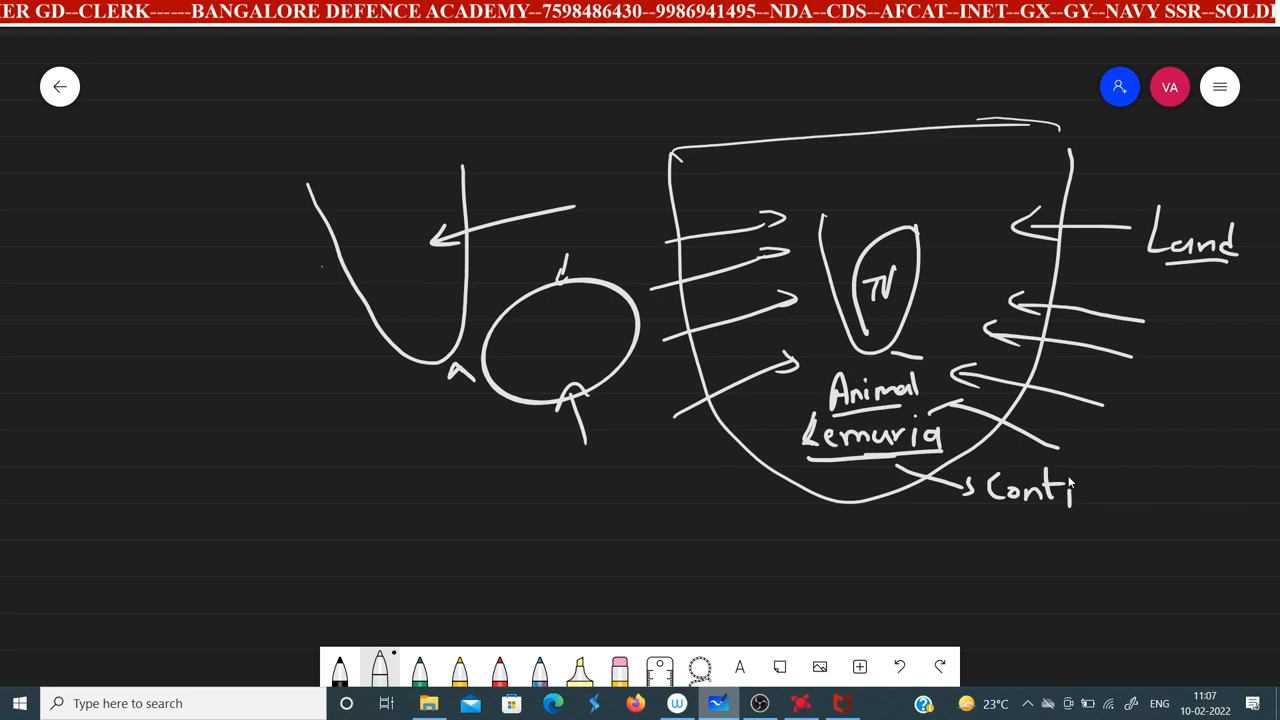 ER GD--CLERK------BANGALORE DEFENCE ACADEMY--7598486430--9986941495--NDA--CDS--AFCAT--INET--GX--GY--NAVY SSR--SOLDI
VA
Land
TN
Animal
Lemuria
Conti
A
Type here to search
23°C
ENG
11:07
10-02-2022